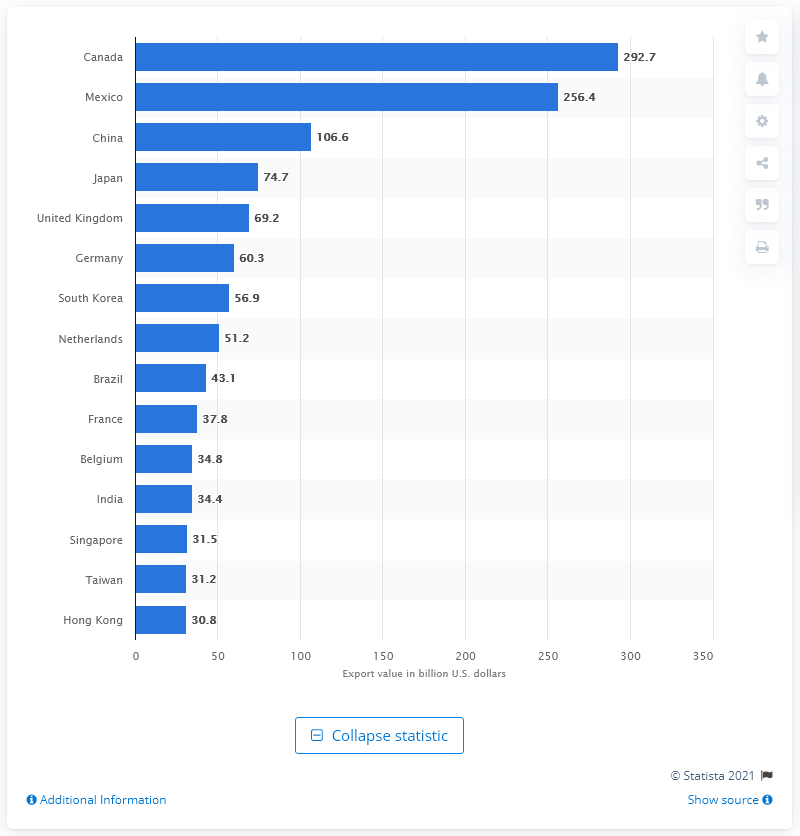 Canada 292.7
Mexico 256.4
China 106.6
Japan 74.7
United Kingdom 69.2
Germany 60.3
South Korea 56.9
Netherlands 51.2
Brazil 43.1
France 37.8
Belgium 34.8
India 34.4
Singapore 31.5
Taiwan 31.2
Hong Kong 30.8
0 50 100 150 200 250 300 350
Export value in billion U.S. dollars
Collapse statistic
© Statista 2021
Additional Information Show source